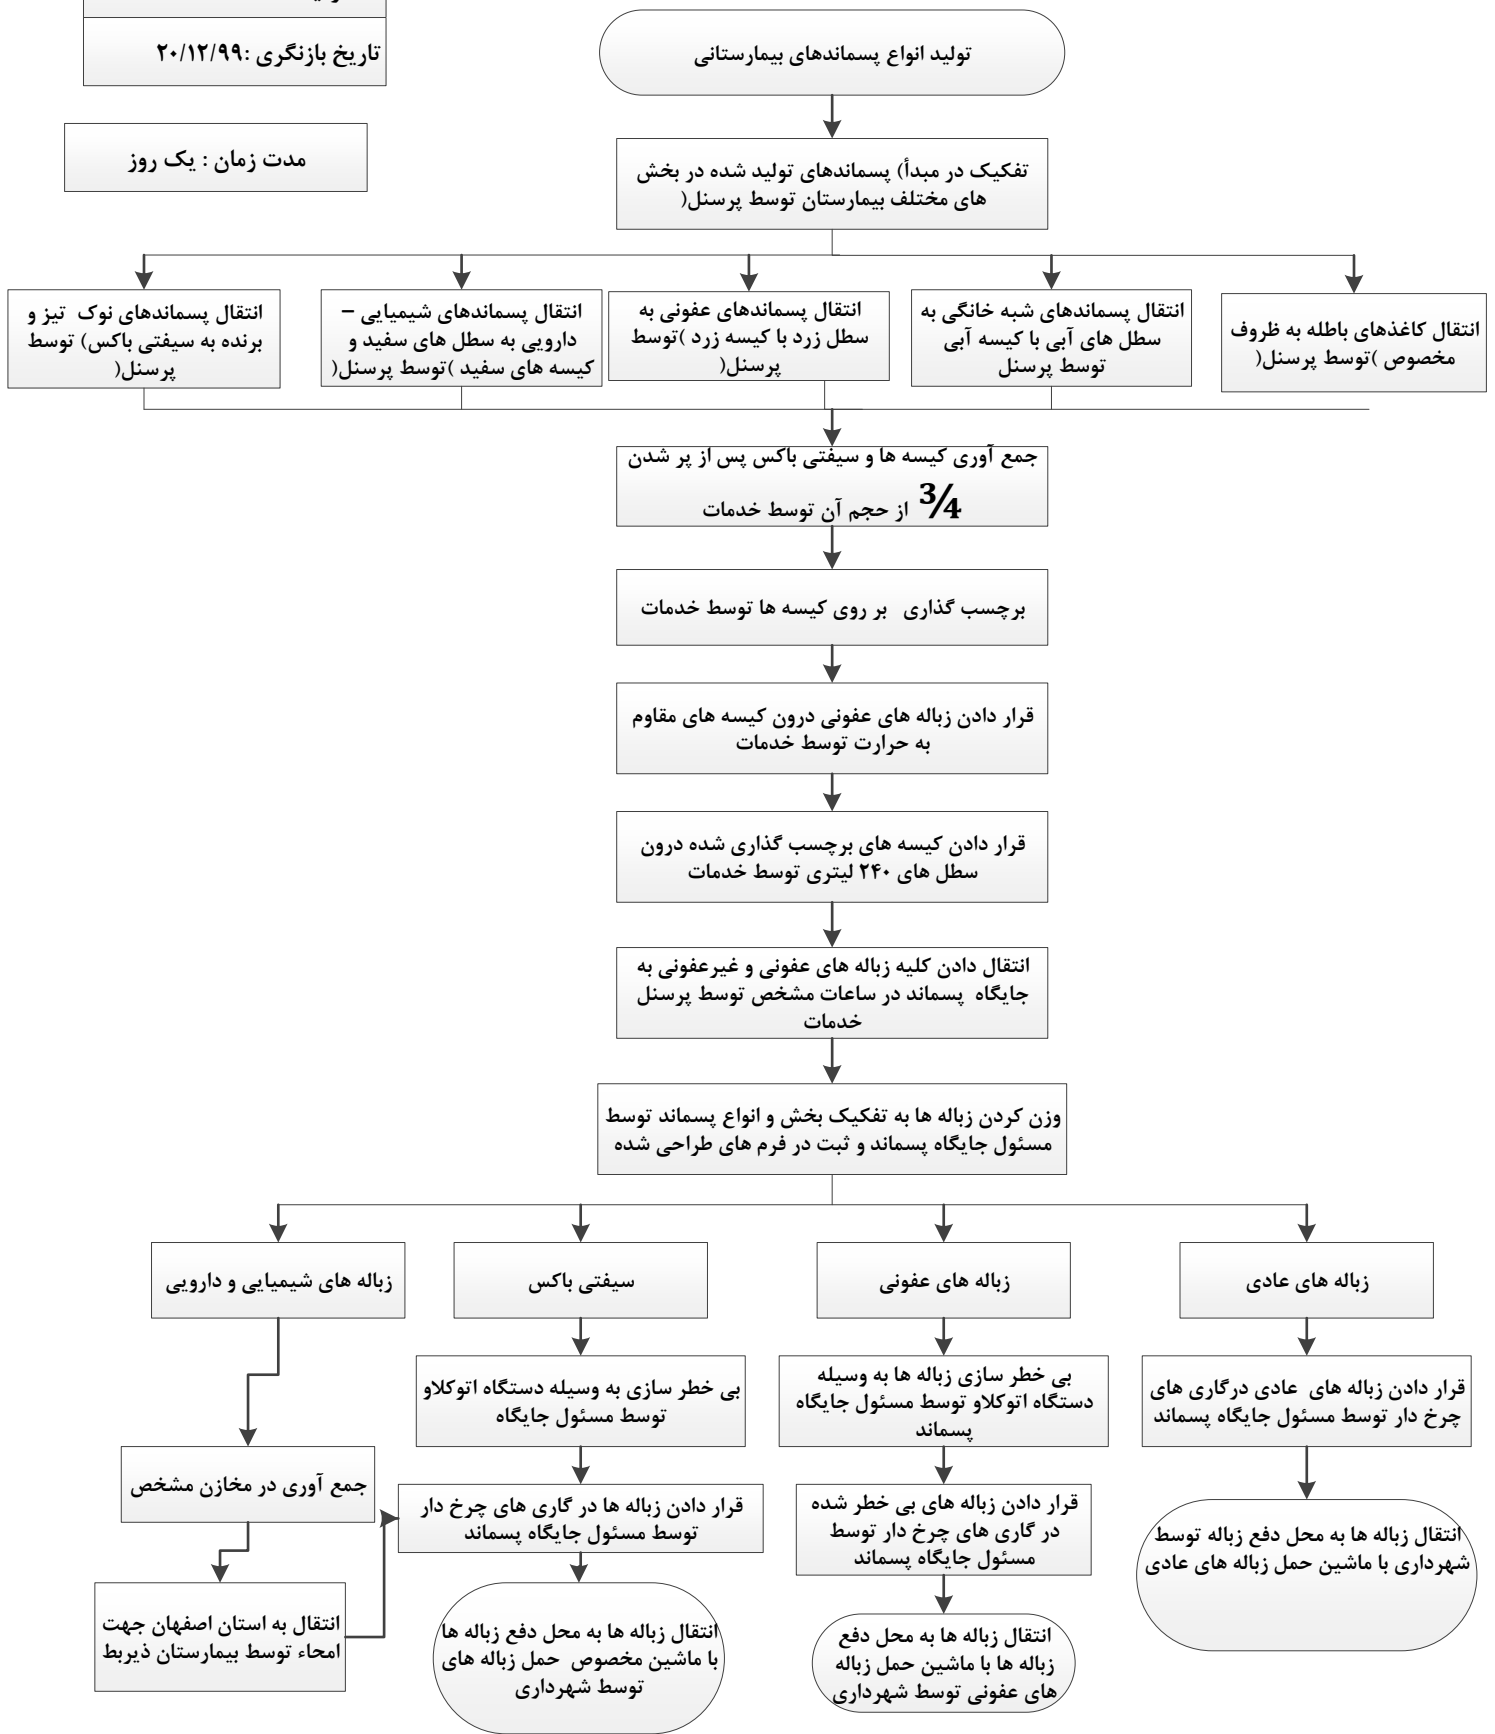 تاریخ بازنگری :۲۰/۱۲/۹۹
مدت زمان : یک روز
تولید انواع پسماندهای بیمارستانی
تفکیک در مبدأ) پسماندهای تولید شده در بخش
های مختلف بیمارستان توسط پرسنل(
انتقال کاغذهای باطله به ظروف
مخصوص )توسط پرسنل(
انتقال پسماندهای شبه خانگی به
سطل های آبی با کیسه آبی
توسط پرسنل
انتقال پسماندهای عفونی به
سطل زرد با کیسه زرد )توسط
پرسنل(
انتقال پسماندهای شیمیایی –
دارویی به سطل های سفید و
کیسه های سفید )توسط پرسنل(
انتقال پسماندهای نوک تیز و
برنده به سیفتی باکس) توسط
پرسنل(
جمع آوری کیسه ها و سیفتی باکس پس از پر شدن
¾ از حجم آن توسط خدمات
برچسب گذاری بر روی کیسه ها توسط خدمات
قرار دادن زباله های عفونی درون کیسه های مقاوم
به حرارت توسط خدمات
قرار دادن کیسه های برچسب گذاری شده درون
سطل های ۲۴۰ لیتری توسط خدمات
انتقال دادن کلیه زباله های عفونی و غیرعفونی به
جایگاه پسماند در ساعات مشخص توسط پرسنل
خدمات
وزن کردن زباله ها به تفکیک بخش و انواع پسماند توسط
مسئول جایگاه پسماند و ثبت در فرم های طراحی شده
زباله های عادی
زباله های عفونی
سیفتی باکس
زباله های شیمیایی و دارویی
قرار دادن زباله های عادی درگاری های
چرخ دار توسط مسئول جایگاه پسماند
بی خطر سازی زباله ها به وسیله
دستگاه اتوکلاو توسط مسئول جایگاه
پسماند
بی خطر سازی به وسیله دستگاه اتوکلاو
توسط مسئول جایگاه
جمع آوری در مخازن مشخص
انتقال زباله ها به محل دفع زباله توسط
شهرداری با ماشین حمل زباله های عادی
قرار دادن زباله های بی خطر شده
در گاری های چرخ دار توسط
مسئول جایگاه پسماند
قرار دادن زباله ها در گاری های چرخ دار
توسط مسئول جایگاه پسماند
انتقال به استان اصفهان جهت
امحاء توسط بیمارستان ذیربط
انتقال زباله ها به محل دفع
زباله ها با ماشین حمل زباله
های عفونی توسط شهرداری
انتقال زباله ها به محل دفع زباله ها
با ماشین مخصوص حمل زباله های
توسط شهرداری